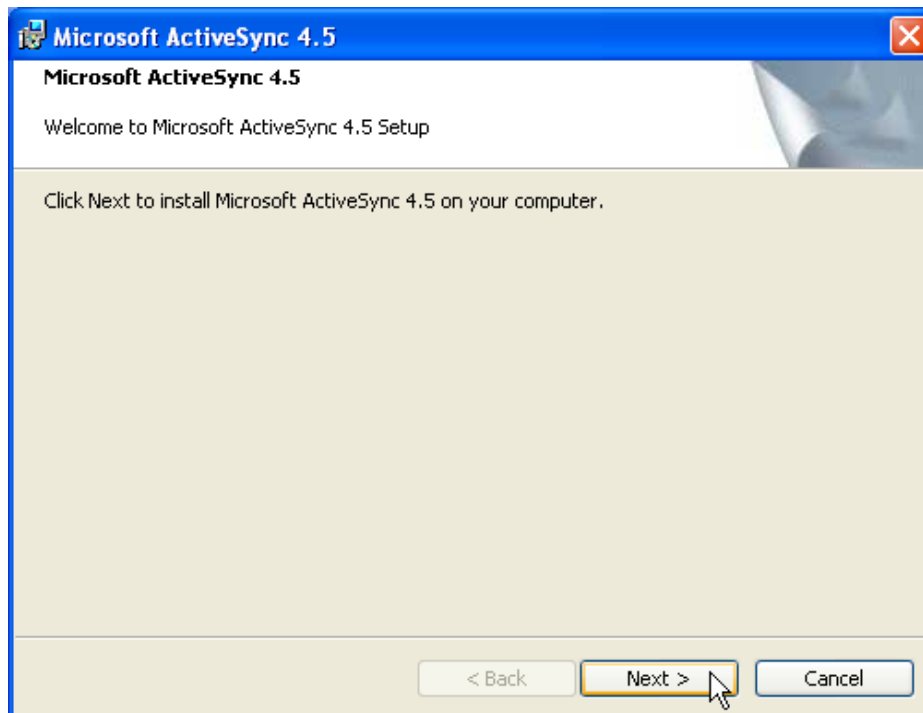 Microsoft ActiveSync 4.5
Microsoft ActiveSync 4.5
Welcome to Microsoft ActiveSync 4.5 Setup
Click Next to install Microsoft ActiveSync 4.5 on your computer.
< Back Next > Cancel